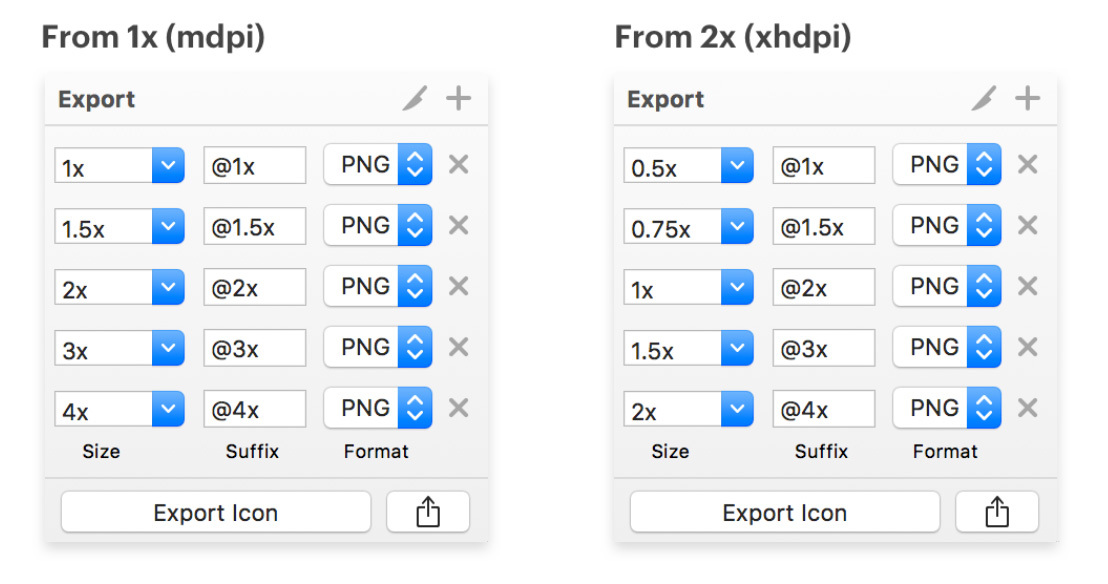 From 1x (mdpi)
Export
1x @1x PNG
1.5x @1.5x PNG
2x @2x PNG
3x @3x PNG
4x @4x PNG
Size Suffix Format
Export Icon
From 2x (xhdpi)
Export
0.5x @1x PNG
0.75x @1.5x PNG
1x @2x PNG
1.5x @3x PNG
2x @4x PNG
Size Suffix Format
Export Icon